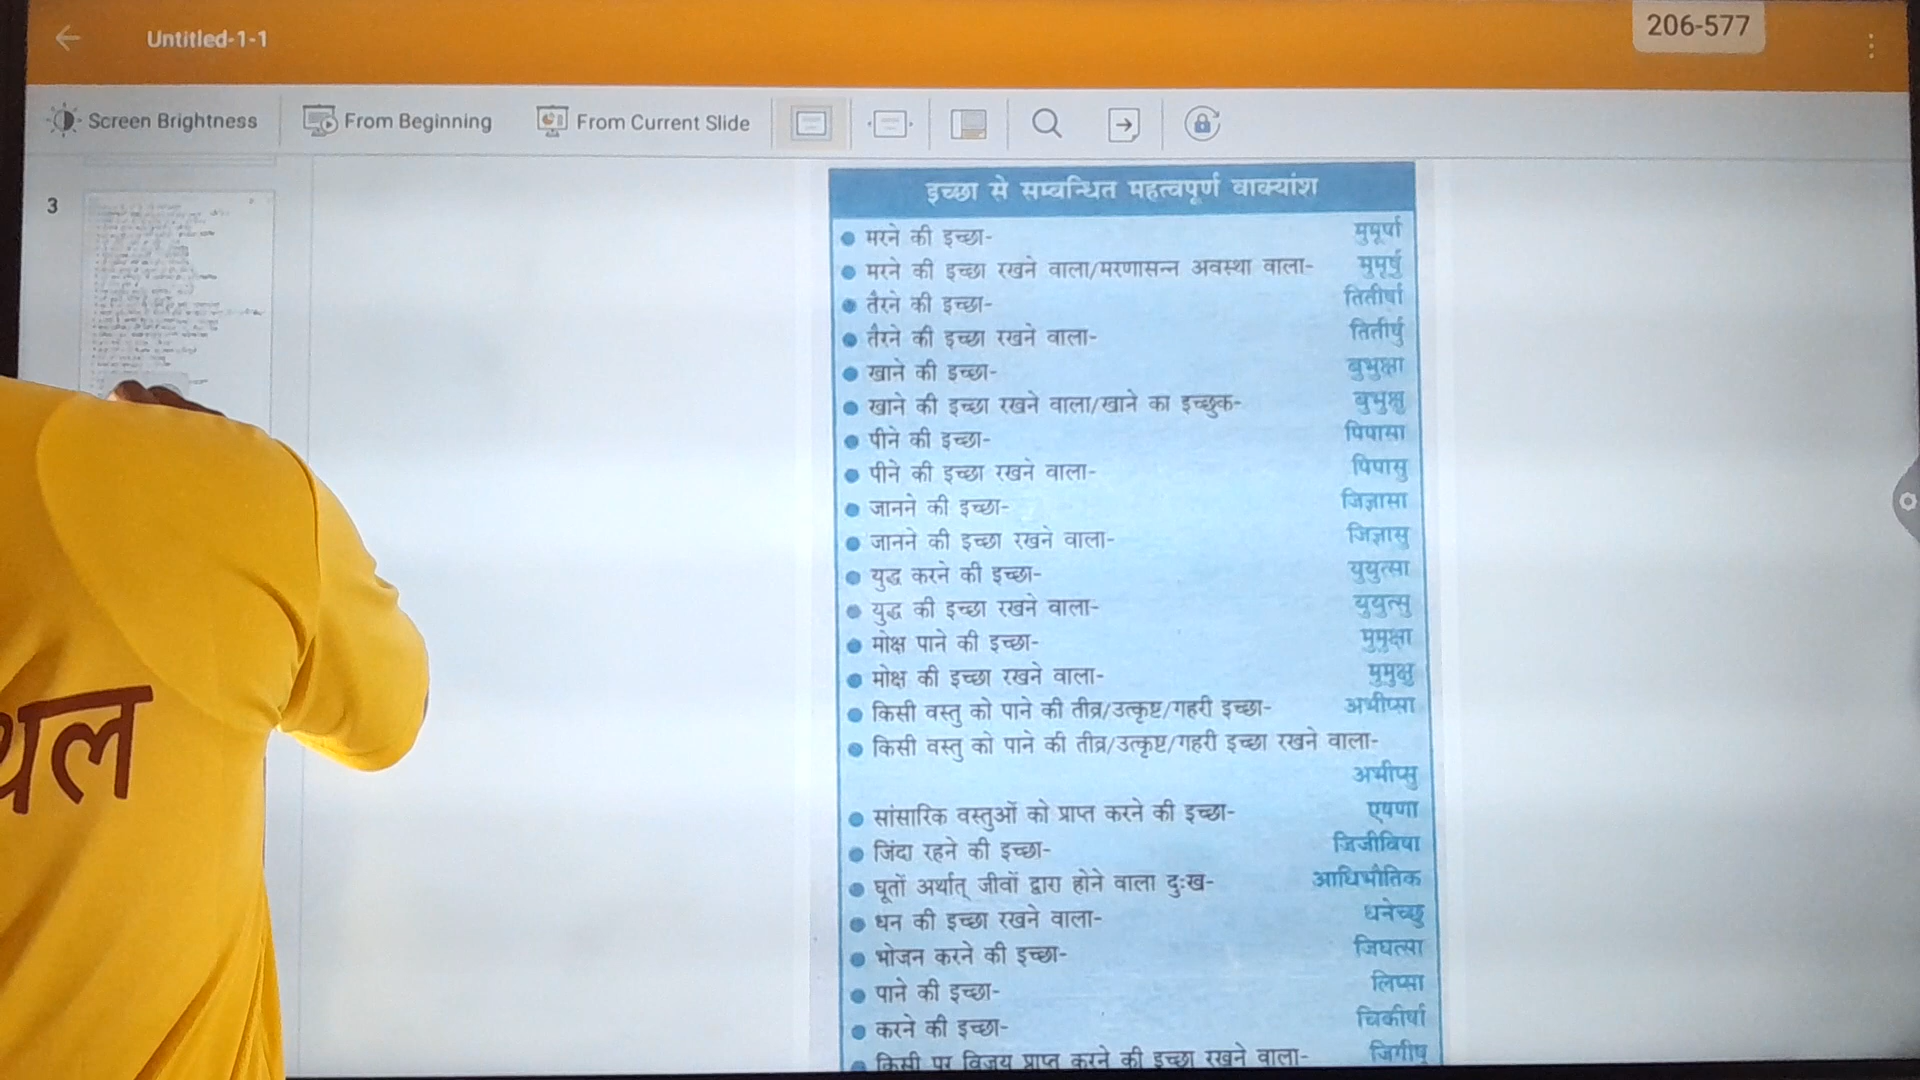 Untitled-1-1
206-577
Screen Brightness From Beginning From Current Slide
3
इच्छा से सम्बन्धित महत्वपूर्ण वाक्यांश
मरने की इच्छा- मुमूर्षा
मरने की इच्छा रखने वाला/मरणासन्न अवस्था वाला- मुमूर्षु
तैरने की इच्छा- तितीर्षा
तैरने की इच्छा रखने वाला- तितीर्षु
खाने की इच्छा- बुभुक्षा
खाने की इच्छा रखने वाला/खाने का इच्छुक- बुभुक्षु
पीने की इच्छा- पिपासा
पीने की इच्छा रखने वाला- पिपासु
जानने की इच्छा- जिज्ञासा
जानने की इच्छा रखने वाला- जिज्ञासु
युद्ध करने की इच्छा- युयुत्सा
युद्ध की इच्छा रखने वाला- युयुत्सु
मोक्ष पाने की इच्छा- मुमुक्षा
मोक्ष की इच्छा रखने वाला- मुमुक्षु
किसी वस्तु को पाने की तीव्र/उत्कृष्ट/गहरी इच्छा- अभीप्सा
किसी वस्तु को पाने की तीव्र/उत्कृष्ट/गहरी इच्छा रखने वाला-
अभीप्सु
सांसारिक वस्तुओं को प्राप्त करने की इच्छा- एषणा
जिंदा रहने की इच्छा- जिजीविषा
घूतों अर्थात् जीवों द्वारा होने वाला दुःख- आधिभौतिक
धन की इच्छा रखने वाला- धनेच्छु
भोजन करने की इच्छा- जिघत्सा
पाने की इच्छा- लिप्सा
करने की इच्छा- चिकीर्षा
किसी पर विजय प्राप्त करने की इच्छा रखने वाला- जिगीषु
थल